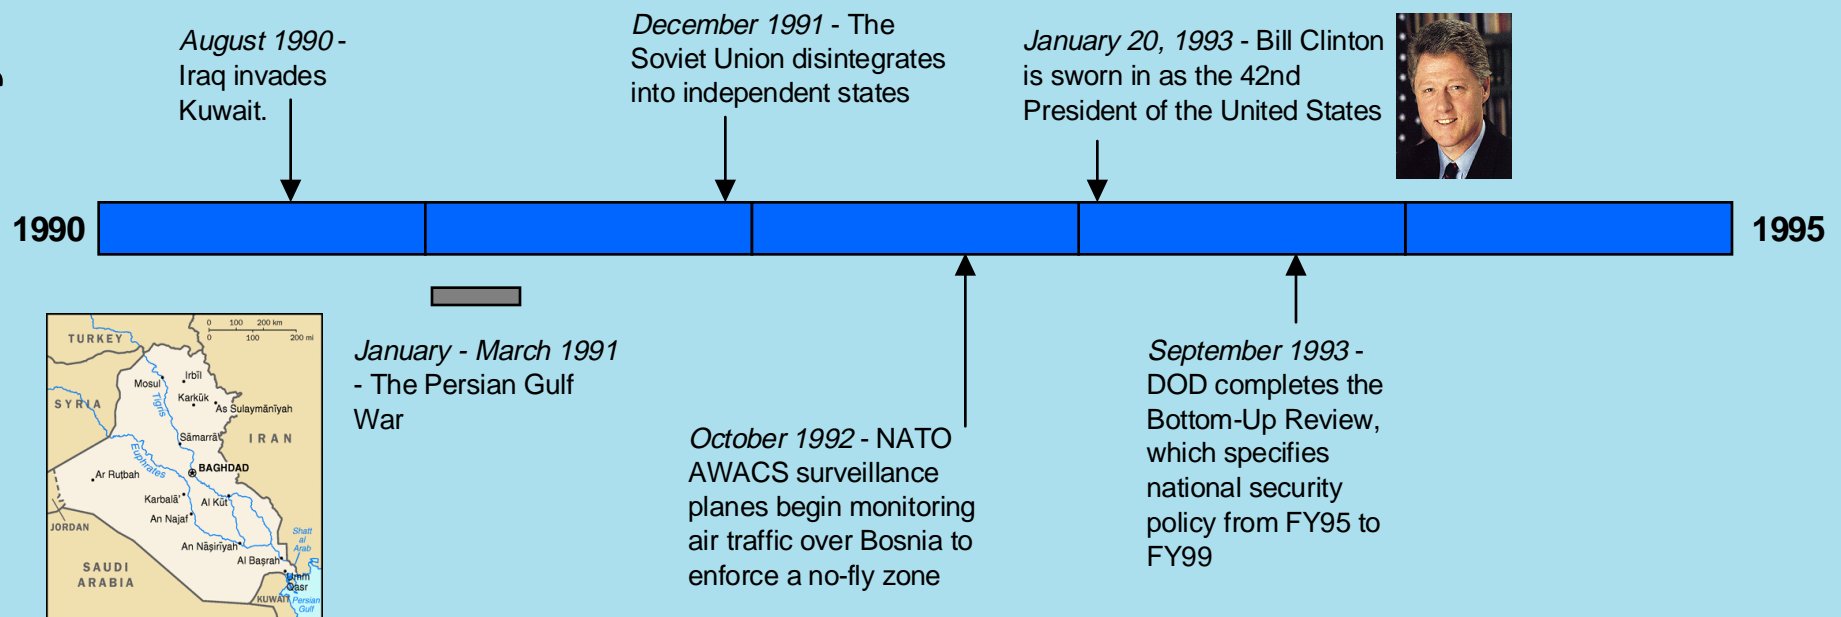 August 1990 -
Iraq invades
Kuwait.
December 1991 - The
Soviet Union disintegrates
into independent states
January 20, 1993 - Bill Clinton
is sworn in as the 42nd
President of the United States
1990
1995
January - March 1991
- The Persian Gulf
War
October 1992 - NATO
AWACS surveillance
planes begin monitoring
air traffic over Bosnia to
enforce a no-fly zone
September 1993 -
DOD completes the
Bottom-Up Review,
which specifies
national security
policy from FY95 to
FY99
0 100 200 km
0 100 200 mi
TURKEY
Mosul
Irbīl
Karkūk
As Sulaymānīyah
SYRIA
Tigris
Sāmarrā'
IRAN
Euphrates
BAGHDAD
Ar Ruṭbah
Karbalā'
Al Kūt
An Najaf
JORDAN
An Nāşirīyah
Shatt
al
Arab
Al Başrah
SAUDI
ARABIA
Umm
Qasr
KUWAIT
Persian
Gulf